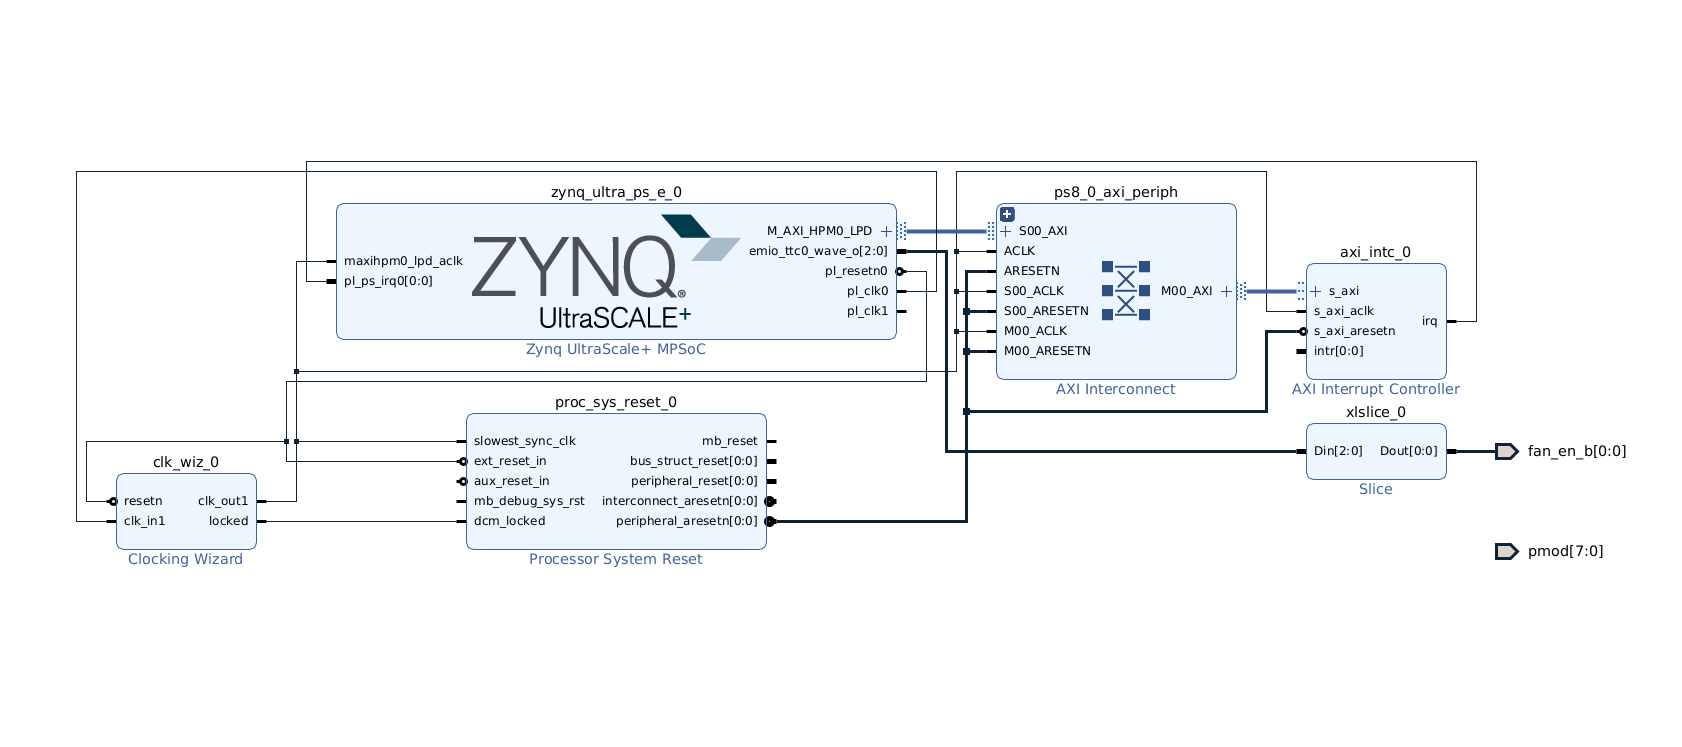 zynq_ultra_ps_e_0
M_AXI_HPM0_LPD
emio_ttc0_wave_o[2:0]
maxihpm0_lpd_aclk
pl_resetn0
pl_ps_irq0[0:0]
pl_clk0
pl_clk1
ZYNQ®
UltraSCALE+
Zynq UltraScale+ MPSoC
ps8_0_axi_periph
S00_AXI
ACLK
ARESETN
S00_ACLK
M00_AXI
S00_ARESETN
M00_ACLK
M00_ARESETN
AXI Interconnect
axi_intc_0
s_axi
s_axi_aclk
irq
s_axi_aresetn
intr[0:0]
AXI Interrupt Controller
proc_sys_reset_0
slowest_sync_clk
mb_reset
ext_reset_in
bus_struct_reset[0:0]
aux_reset_in
peripheral_reset[0:0]
mb_debug_sys_rst
interconnect_aresetn[0:0]
dcm_locked
peripheral_aresetn[0:0]
Processor System Reset
clk_wiz_0
resetn
clk_out1
clk_in1
locked
Clocking Wizard
xlslice_0
Din[2:0]
Dout[0:0]
Slice
fan_en_b[0:0]
pmod[7:0]